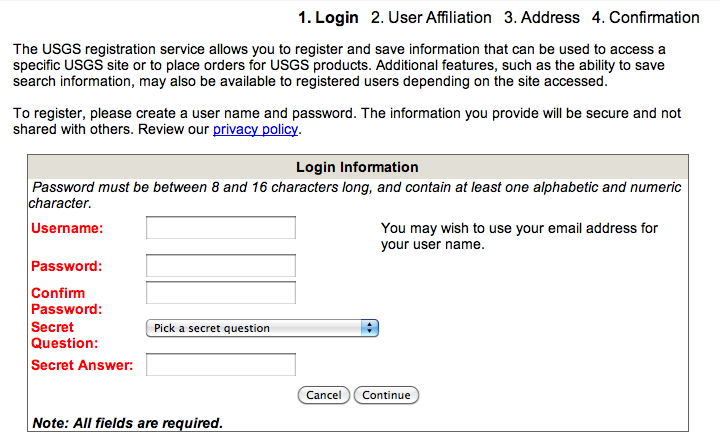 1. Login 2. User Affiliation 3. Address 4. Confirmation
The USGS registration service allows you to register and save information that can be used to access a
specific USGS site or to place orders for USGS products. Additional features, such as the ability to save
search information, may also be available to registered users depending on the site accessed.
To register, please create a user name and password. The information you provide will be secure and not
shared with others. Review our privacy policy.
Login Information
Password must be between 8 and 16 characters long, and contain at least one alphabetic and numeric
character.
Username:
You may wish to use your email address for
your user name.
Password:
Confirm
Password:
Secret
Question:
Pick a secret question
Secret Answer:
Cancel Continue
Note: All fields are required.